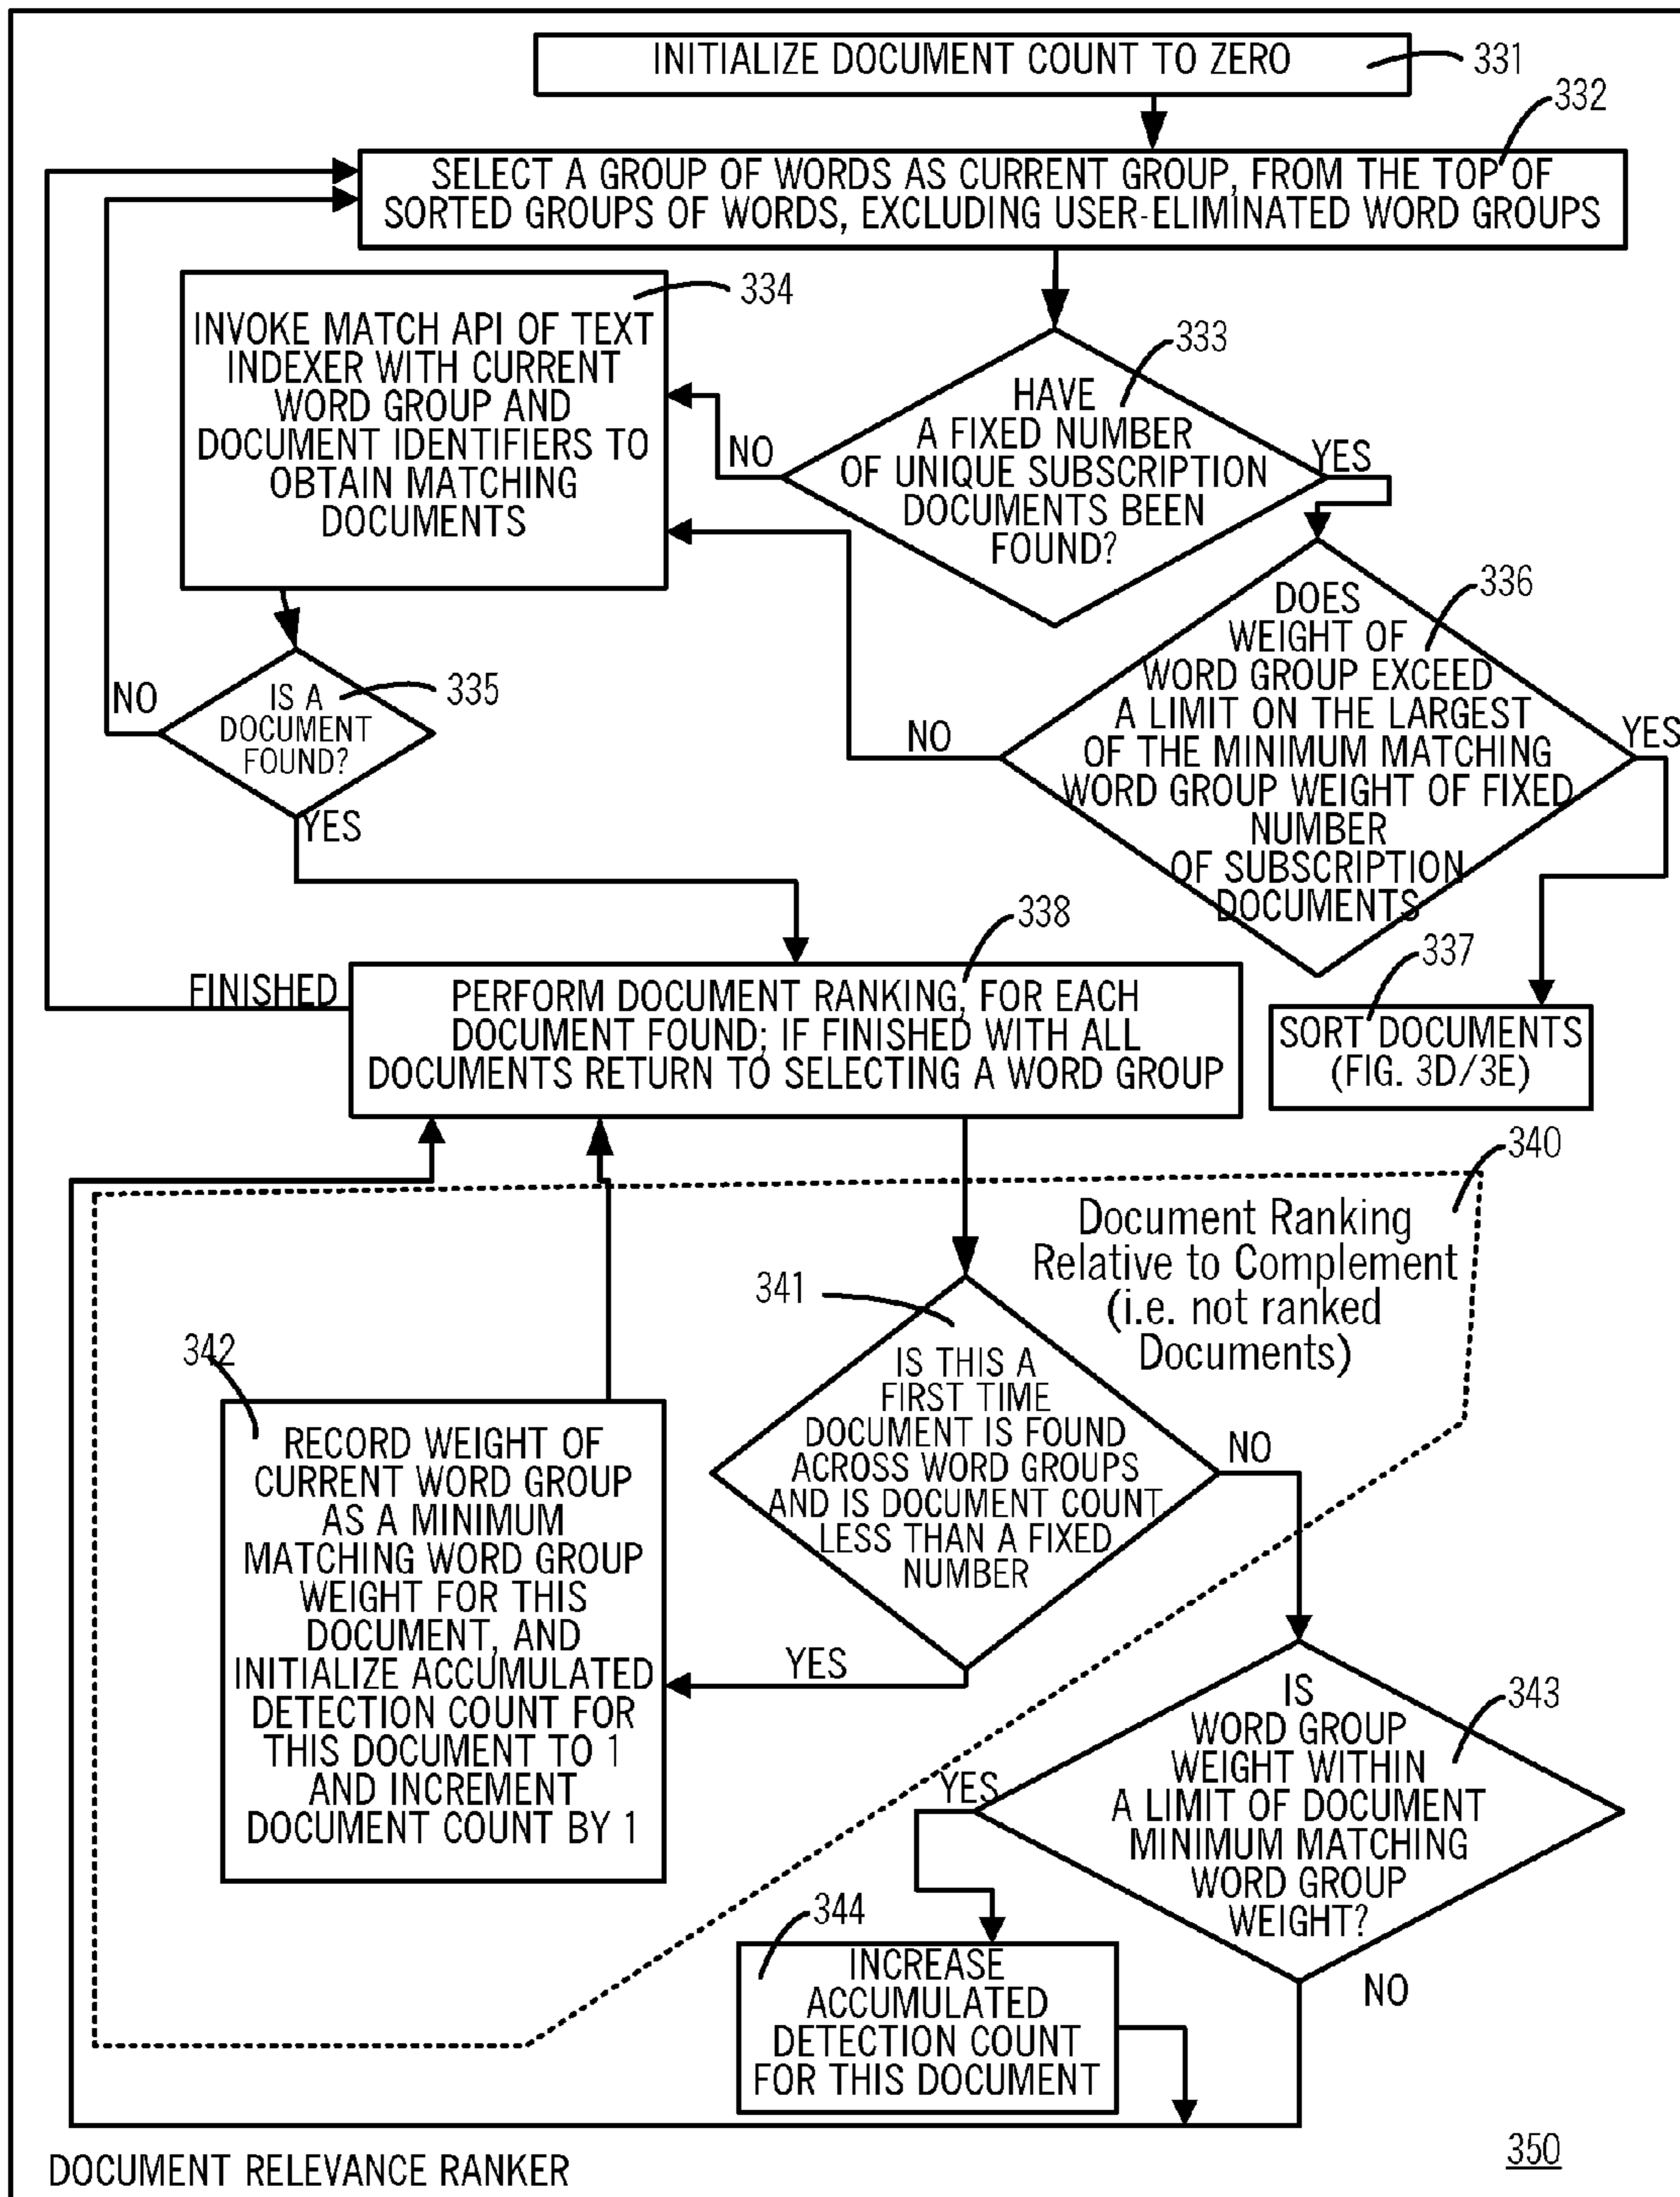 INITIALIZE DOCUMENT COUNT TO ZERO
331
332
SELECT A GROUP OF WORDS AS CURRENT GROUP, FROM THE TOP OF
SORTED GROUPS OF WORDS, EXCLUDING USER-ELIMINATED WORD GROUPS
334
INVOKE MATCH API OF TEXT
INDEXER WITH CURRENT
WORD GROUP AND
DOCUMENT IDENTIFIERS TO
OBTAIN MATCHING
DOCUMENTS
333
HAVE
A FIXED NUMBER
OF UNIQUE SUBSCRIPTION
DOCUMENTS BEEN
FOUND?
NO
YES
336
DOES
WEIGHT OF
WORD GROUP EXCEED
A LIMIT ON THE LARGEST
OF THE MINIMUM MATCHING
WORD GROUP WEIGHT OF FIXED
NUMBER
OF SUBSCRIPTION
DOCUMENTS
NO
YES
335
IS A
DOCUMENT
FOUND?
NO
YES
337
SORT DOCUMENTS
(FIG. 3D/3E)
338
FINISHED
PERFORM DOCUMENT RANKING, FOR EACH
DOCUMENT FOUND; IF FINISHED WITH ALL
DOCUMENTS RETURN TO SELECTING A WORD GROUP
340
Document Ranking
Relative to Complement
(i.e. not ranked
Documents)
341
IS THIS A
FIRST TIME
DOCUMENT IS FOUND
ACROSS WORD GROUPS
AND IS DOCUMENT COUNT
LESS THAN A FIXED
NUMBER
NO
YES
342
RECORD WEIGHT OF
CURRENT WORD GROUP
AS A MINIMUM
MATCHING WORD GROUP
WEIGHT FOR THIS
DOCUMENT, AND
INITIALIZE ACCUMULATED
DETECTION COUNT FOR
THIS DOCUMENT TO 1
AND INCREMENT
DOCUMENT COUNT BY 1
343
IS
WORD GROUP
WEIGHT WITHIN
A LIMIT OF DOCUMENT
MINIMUM MATCHING
WORD GROUP
WEIGHT?
YES
NO
344
INCREASE
ACCUMULATED
DETECTION COUNT
FOR THIS DOCUMENT
DOCUMENT RELEVANCE RANKER
350